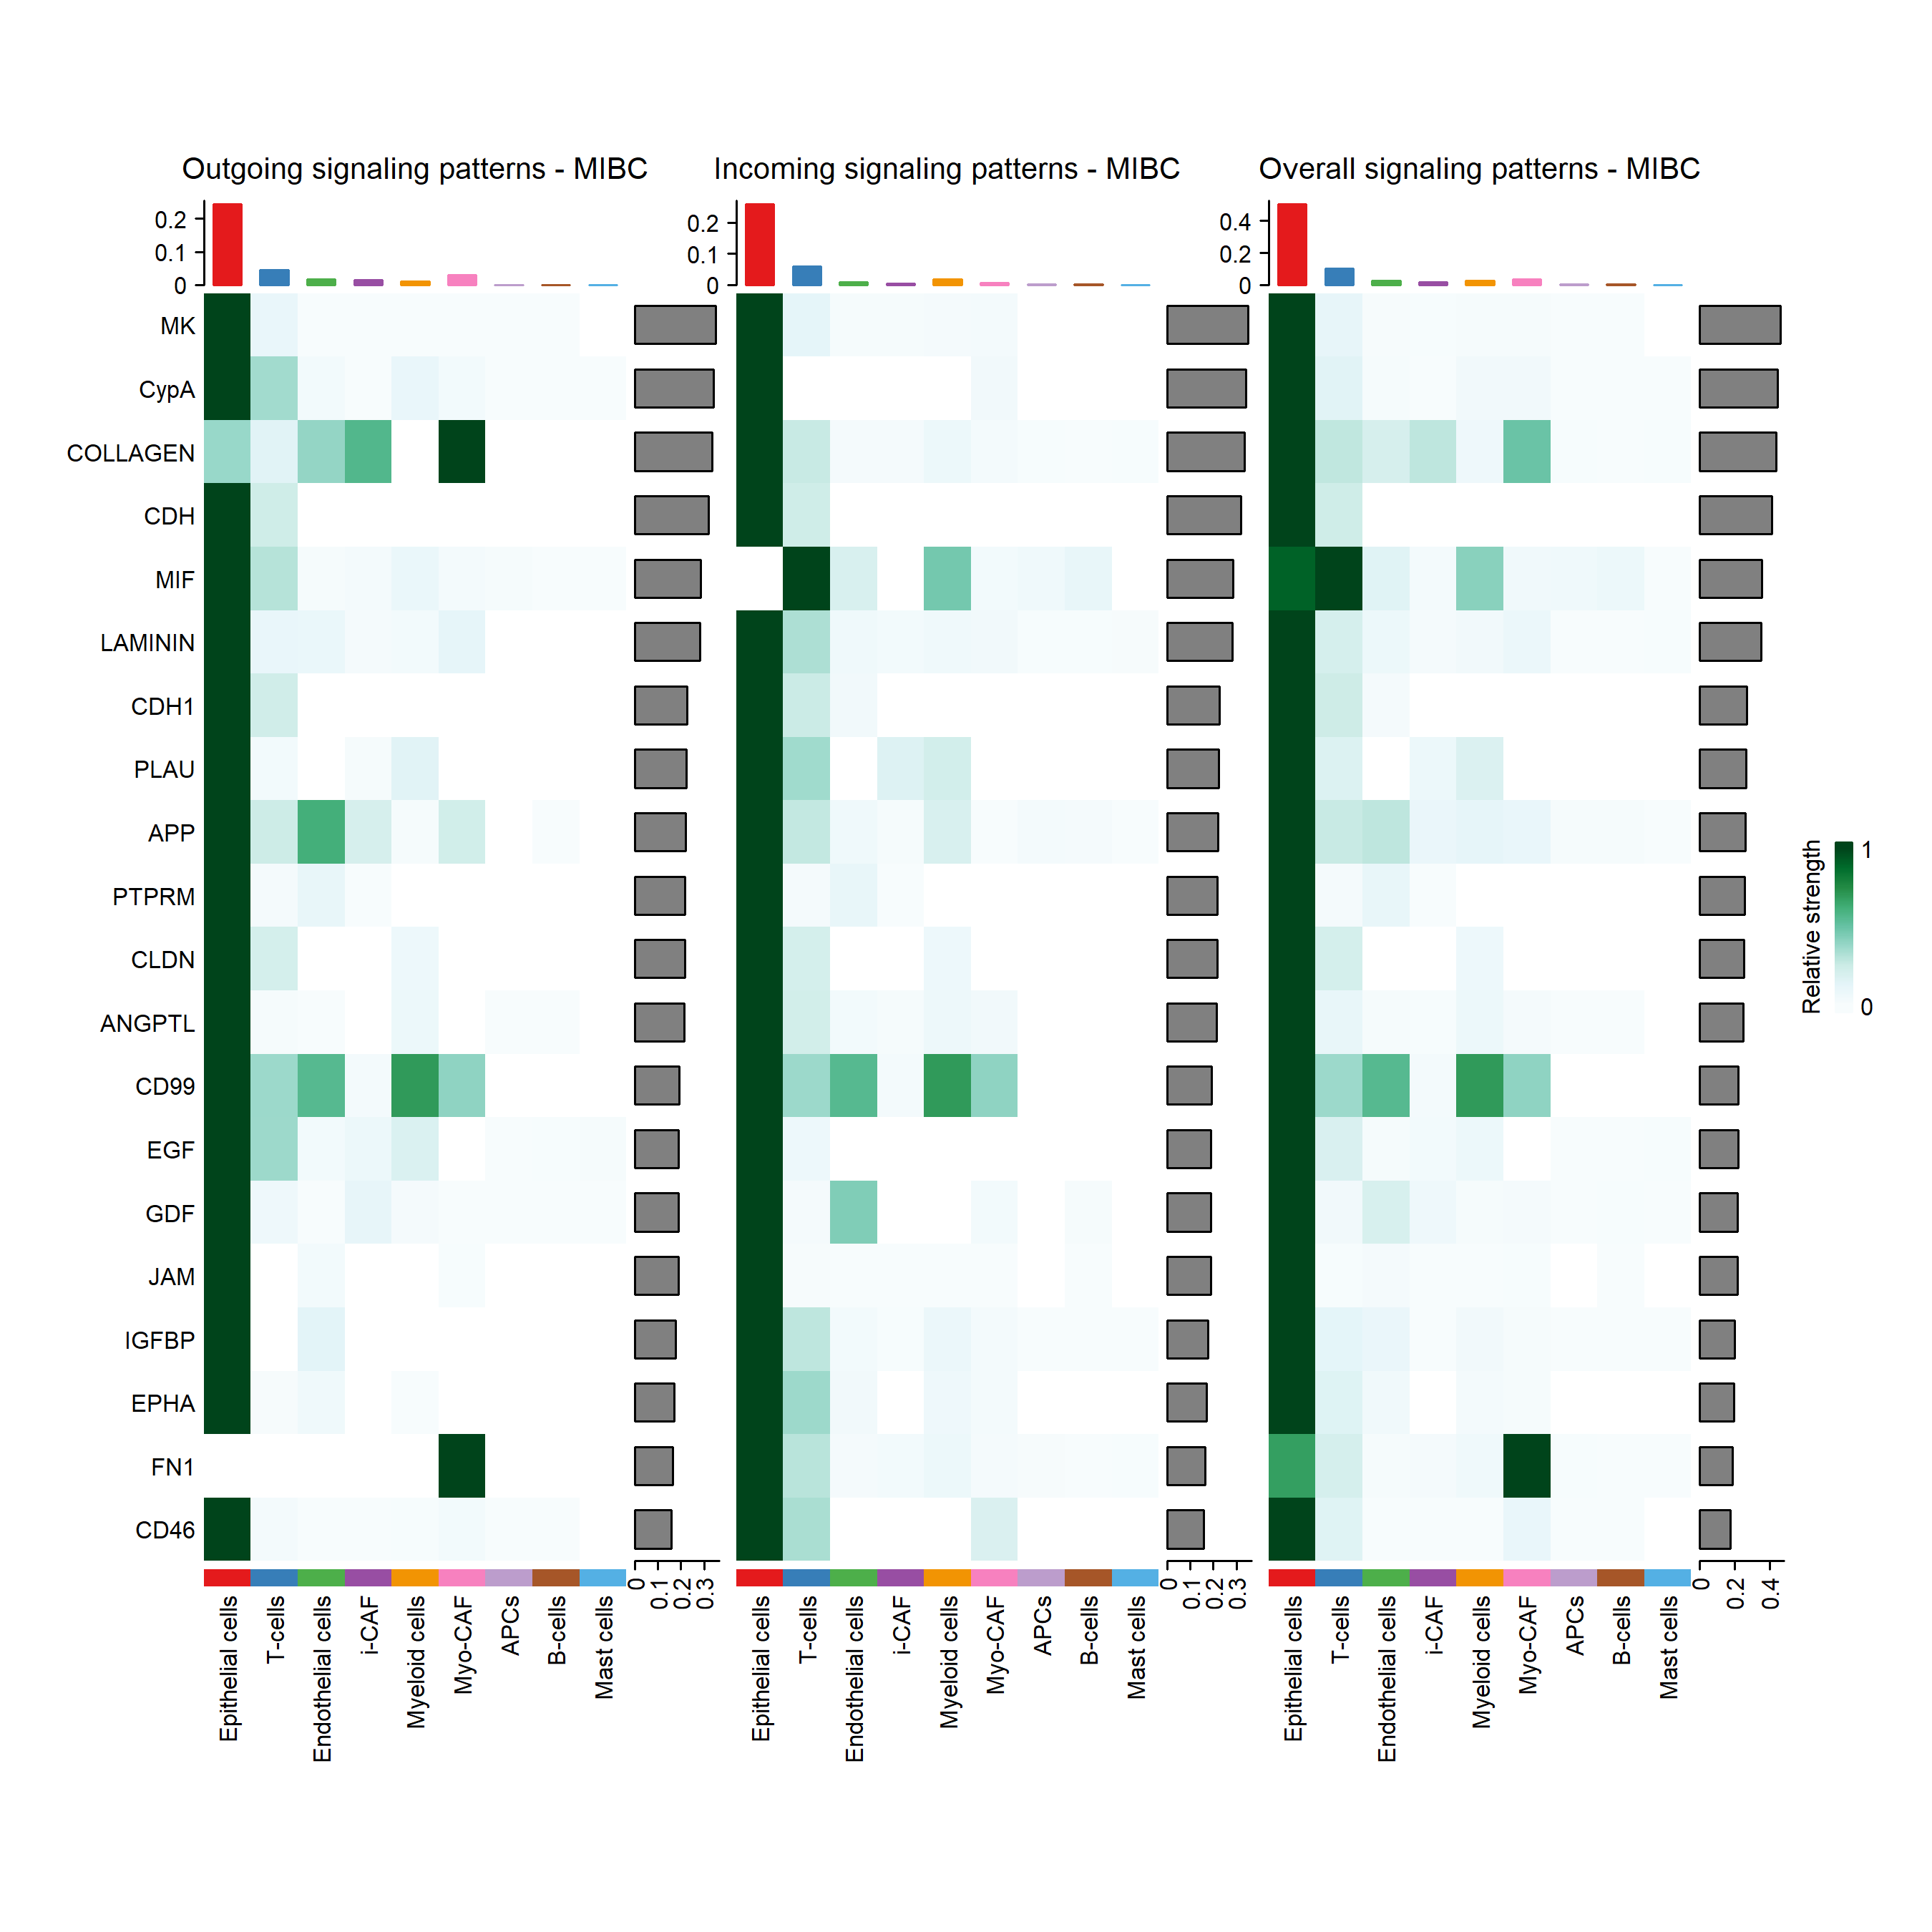 Outgoing signaling patterns - MIBC
Incoming signaling patterns - MIBC
Overall signaling patterns - MIBC
0.2
0.1
0
0.2
0.1
0
0.4
0.2
0
MK
CypA
COLLAGEN
CDH
MIF
LAMININ
CDH1
PLAU
APP
PTPRM
CLDN
ANGPTL
CD99
EGF
GDF
JAM
IGFBP
EPHA
FN1
CD46
0
0.1
0.2
0.3
0
0.1
0.2
0.3
0
0.2
0.4
Epithelial cells
T-cells
Endothelial cells
i-CAF
Myeloid cells
Myo-CAF
APCs
B-cells
Mast cells
Epithelial cells
T-cells
Endothelial cells
i-CAF
Myeloid cells
Myo-CAF
APCs
B-cells
Mast cells
Epithelial cells
T-cells
Endothelial cells
i-CAF
Myeloid cells
Myo-CAF
APCs
B-cells
Mast cells
Relative strength
1
0